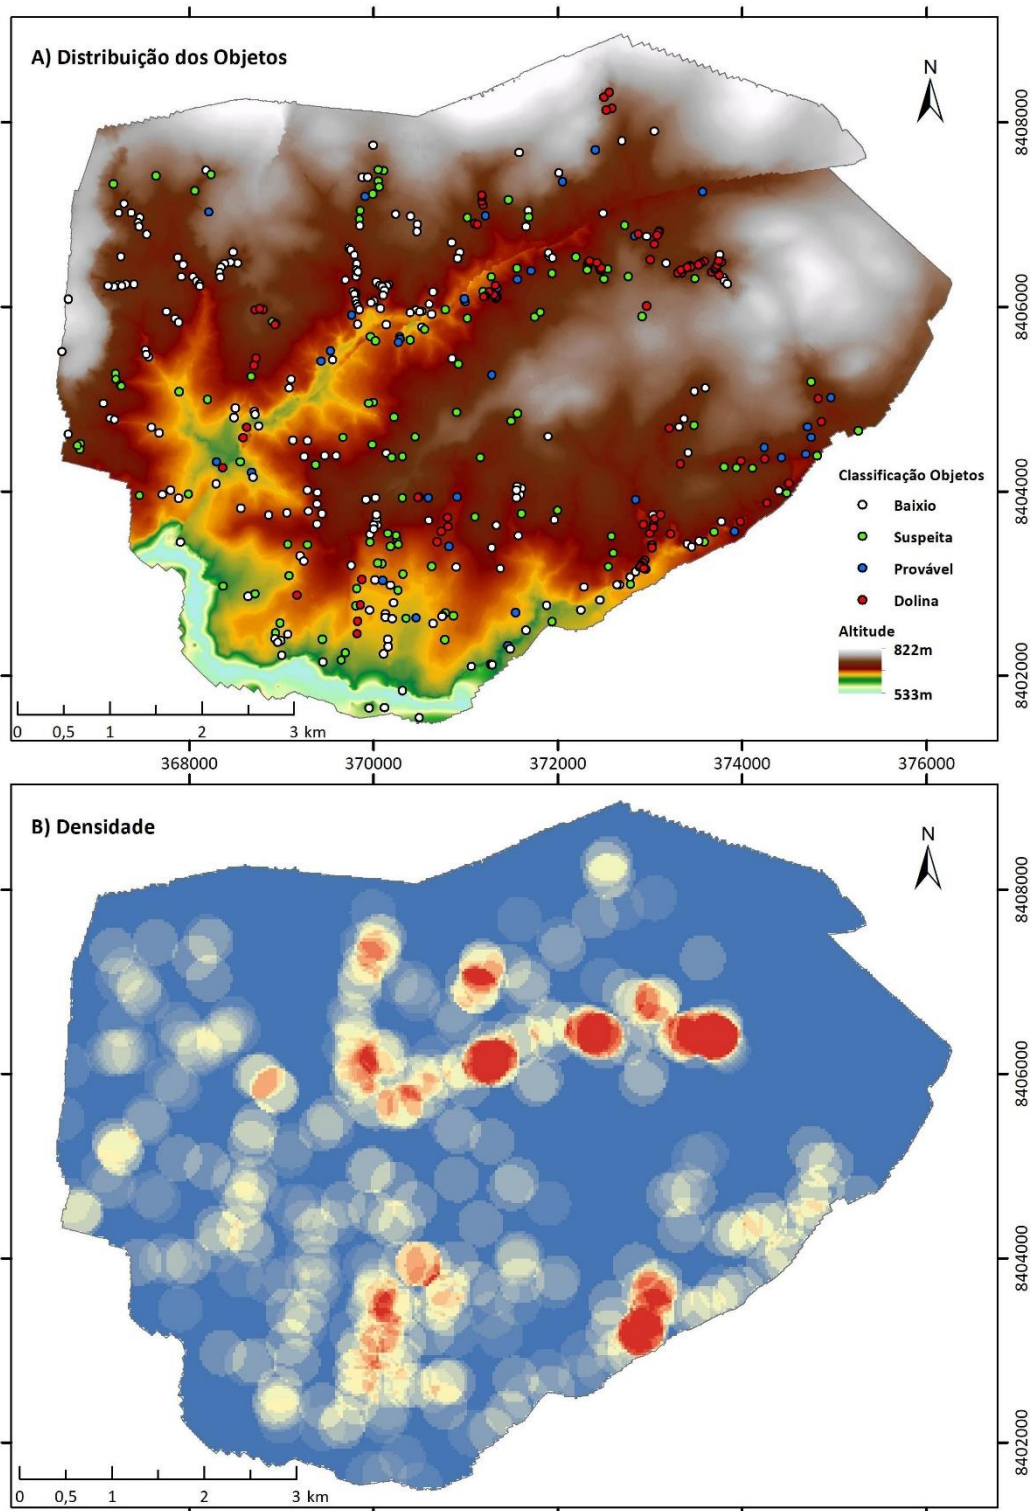 A) Distribuição dos Objetos
N
8408000
8406000
8404000
8402000
Classificação Objetos
Baixio
Suspeita
Provável
Dolina
Altitude
822m
533m
0 0,5 1 2 3 km
368000 370000 372000 374000 376000
B) Densidade
N
8408000
8406000
8404000
8402000
0 0,5 1 2 3 km